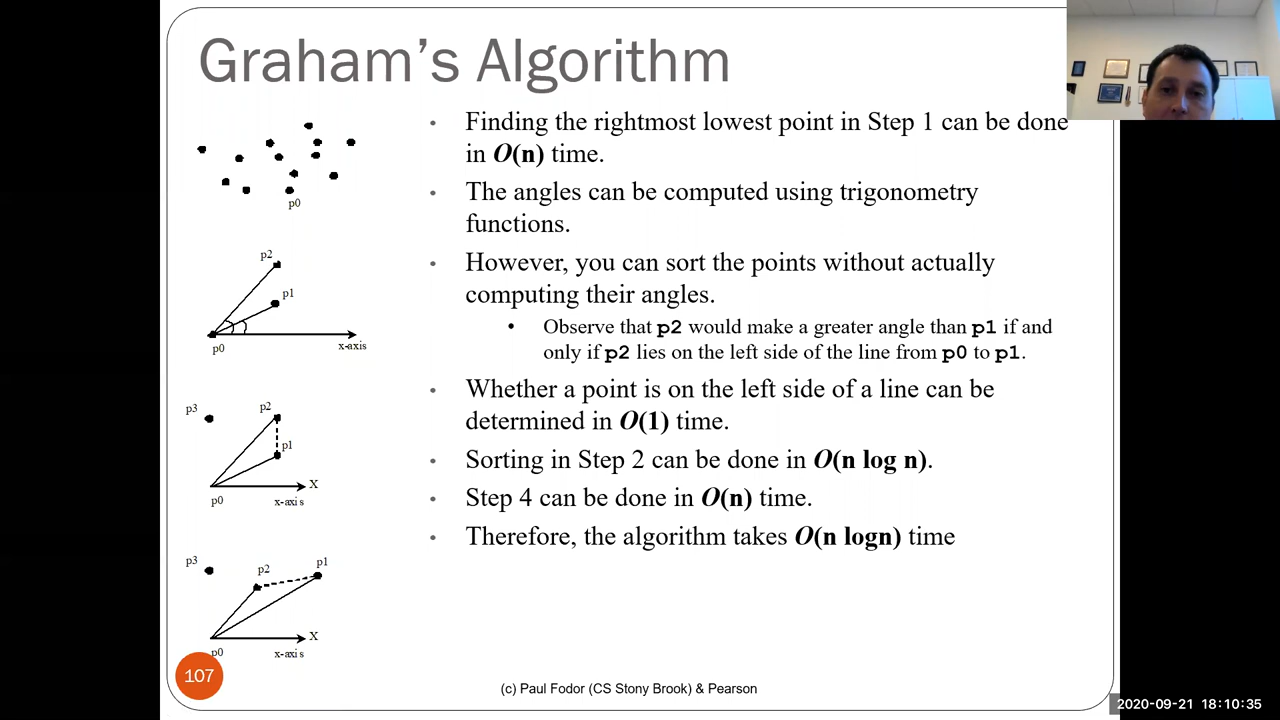 Graham's Algorithm
• Finding the rightmost lowest point in Step 1 can be done
in O(n) time.
• The angles can be computed using trigonometry
functions.
• However, you can sort the points without actually
computing their angles.
• Observe that p2 would make a greater angle than p1 if and
only if p2 lies on the left side of the line from p0 to p1.
• Whether a point is on the left side of a line can be
determined in O(1) time.
• Sorting in Step 2 can be done in O(n log n).
• Step 4 can be done in O(n) time.
• Therefore, the algorithm takes O(n logn) time
p0
p2
p1
p0
x-axis
p3
p2
p1
X
p0
x-axis
p3
p2
p1
X
p0
x-axis
107
(c) Paul Fodor (CS Stony Brook) & Pearson
2020-09-21 18:10:35